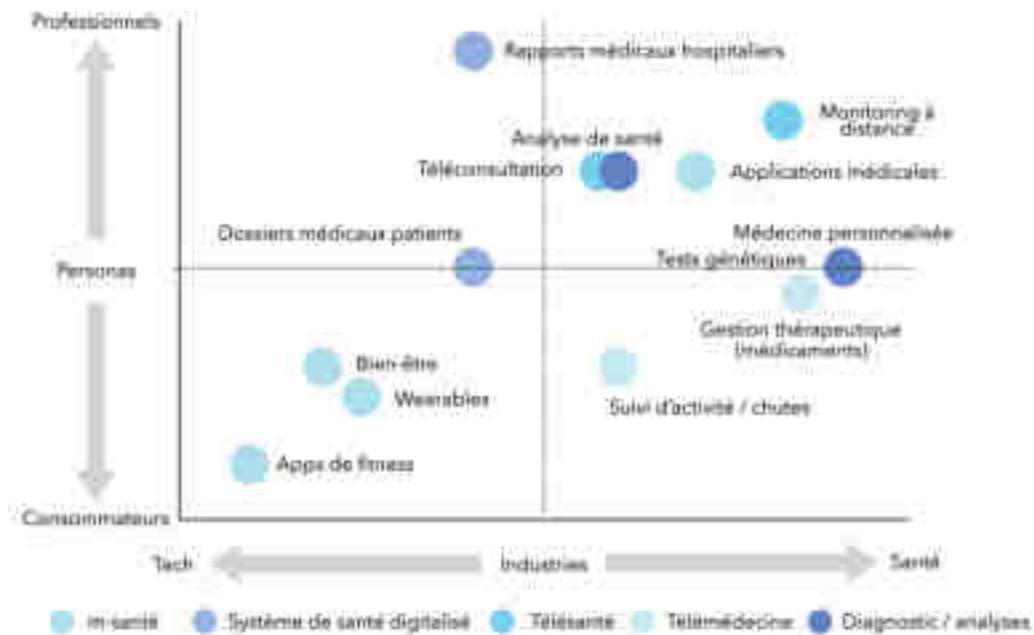 Professionnels
Rapports médicaux hospitaliers
Monitoring à
distance
Analyse de santé
Téléconsultation
Applications médicales
Dossiers médicaux patients
Médecine personnalisée
Tests génétiques
Personas
Gestion thérapeutique
(médicaments)
Bien-être
Wearables
Suivi d'activité / chutes
Apps de fitness
Consommateurs
Tech
Industries
Santé
m-santé
Système de santé digitalisé
Télésanté
Télémédecine
Diagnostic / analyses